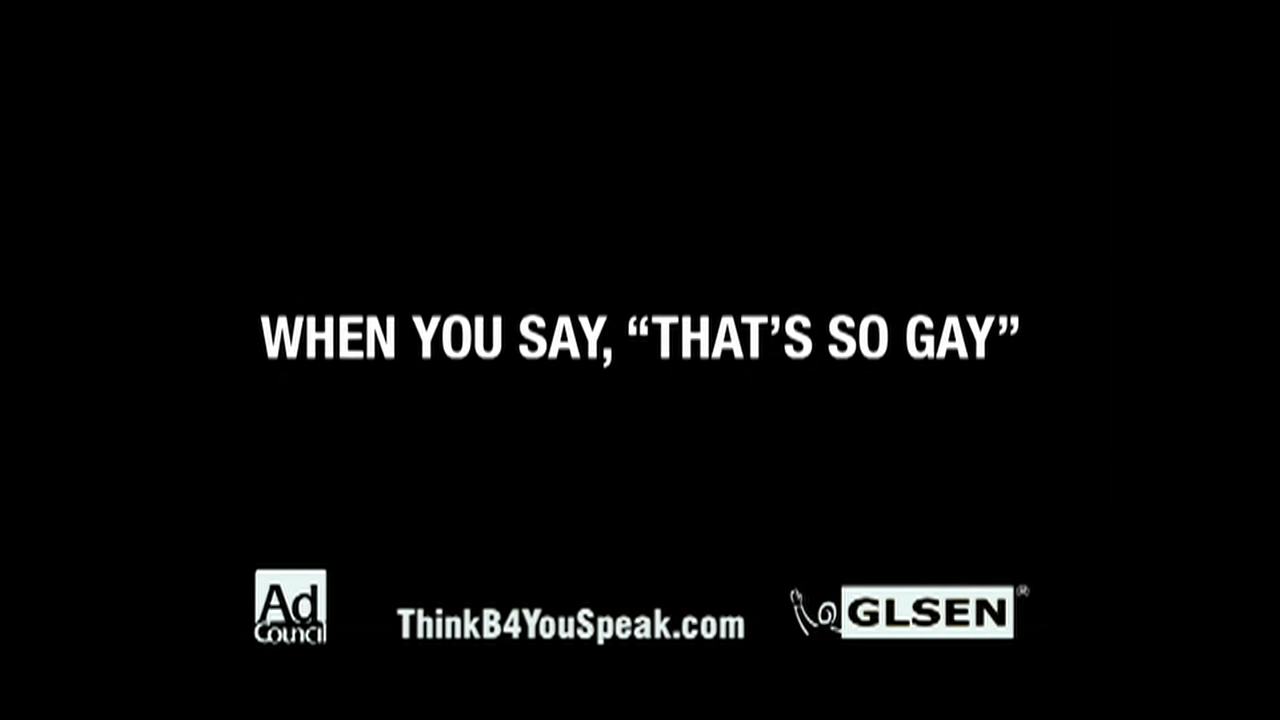 WHEN YOU SAY, “THAT’S SO GAY”
Ad
Council
ThinkB4YouSpeak.com
GLSEN®